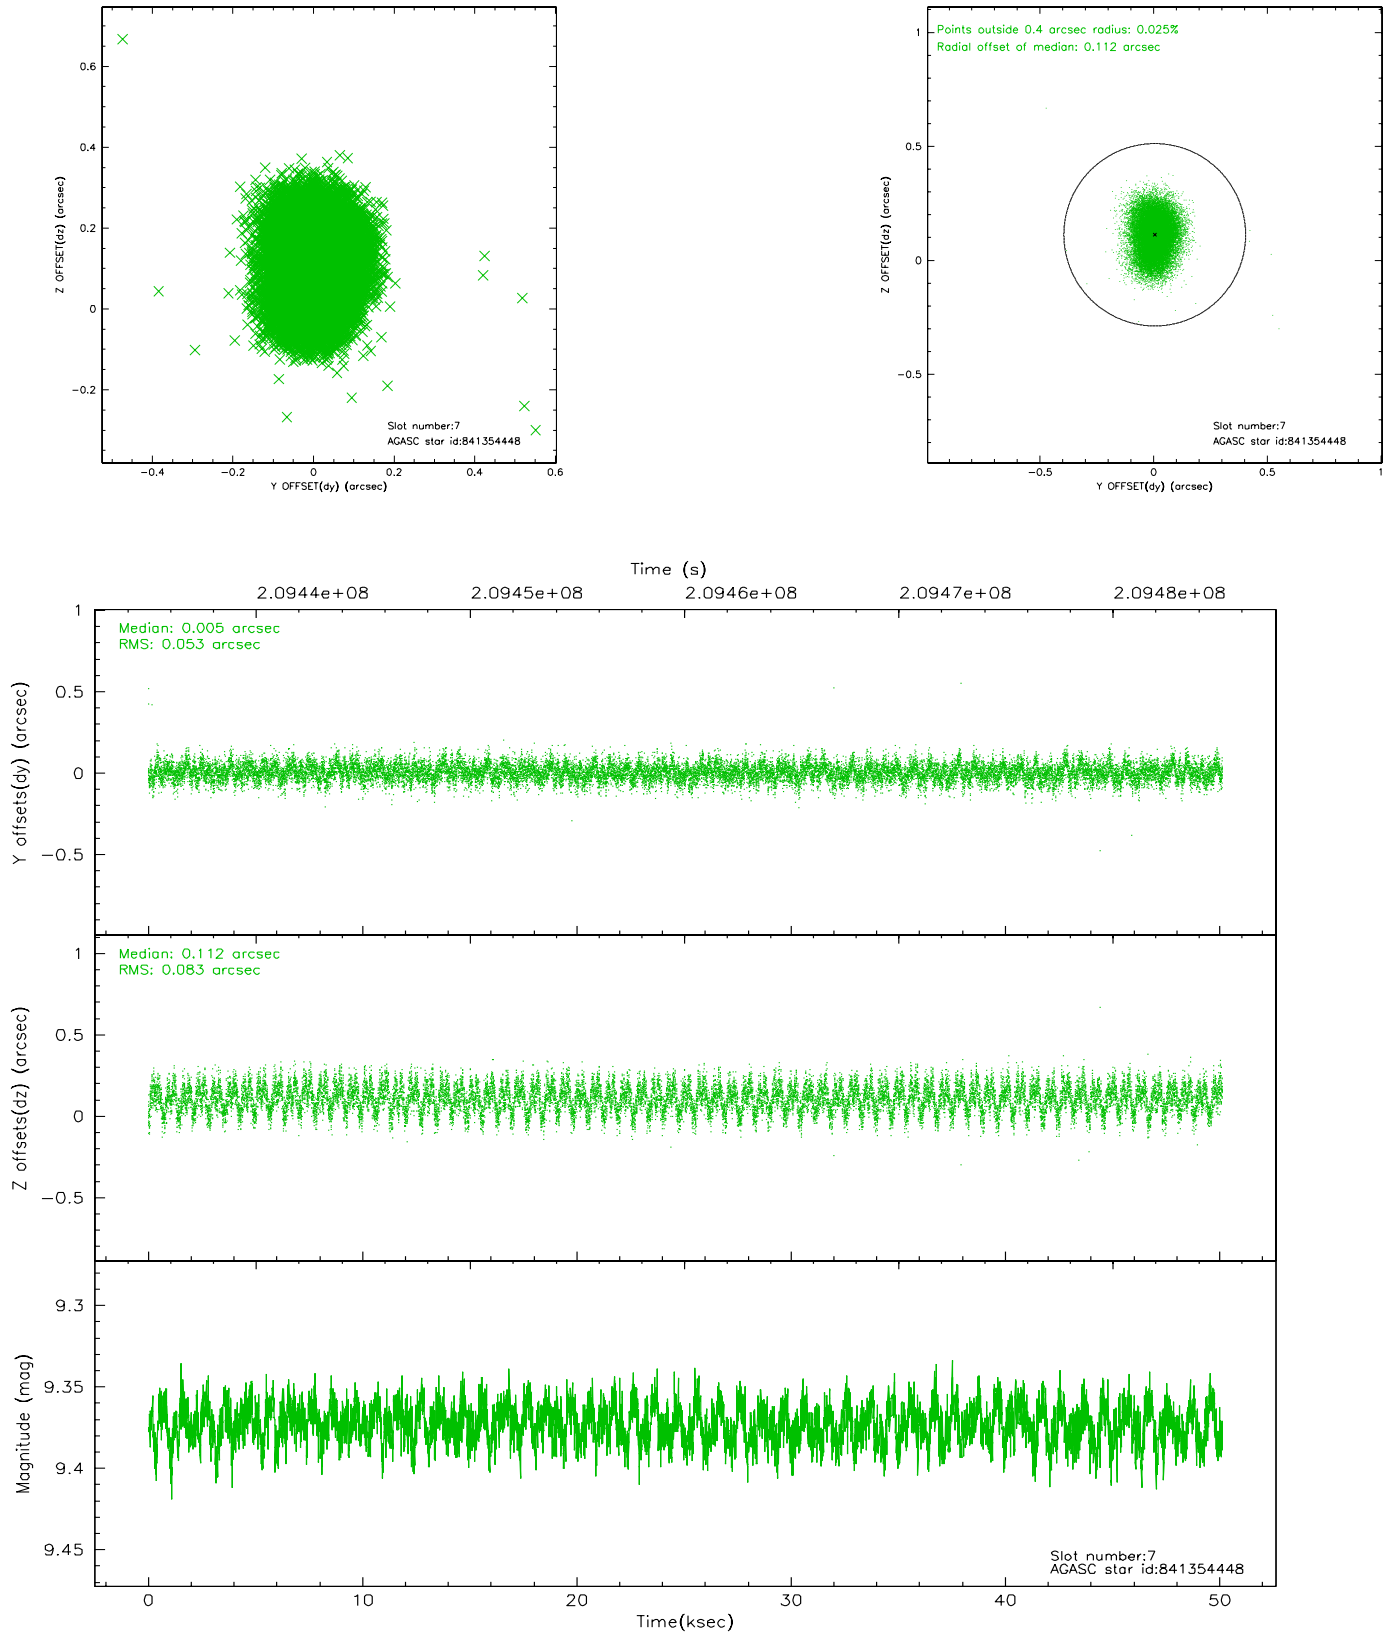 0.6
0.4
0.2
0
−0.2
Z OFFSET(dz) (arcsec)
Slot number:7
AGASC star id:841354448
−0.4 −0.2 0 0.2 0.4 0.6
Y OFFSET(dy) (arcsec)
Points outside 0.4 arcsec radius: 0.025%
Radial offset of median: 0.112 arcsec
1
0.5
0
−0.5
Z OFFSET(dz) (arcsec)
Slot number:7
AGASC star id:841354448
−0.5 0 0.5 1
Y OFFSET(dy) (arcsec)
Time (s)
2.0944e+08 2.0945e+08 2.0946e+08 2.0947e+08 2.0948e+08
Median: 0.005 arcsec
RMS: 0.053 arcsec
1
0.5
0
−0.5
Y offsets(dy) (arcsec)
Median: 0.112 arcsec
RMS: 0.083 arcsec
1
0.5
0
−0.5
Z offsets(dz) (arcsec)
9.3
9.35
9.4
9.45
Magnitude (mag)
Slot number:7
AGASC star id:841354448
0 10 20 30 40 50
Time(ksec)